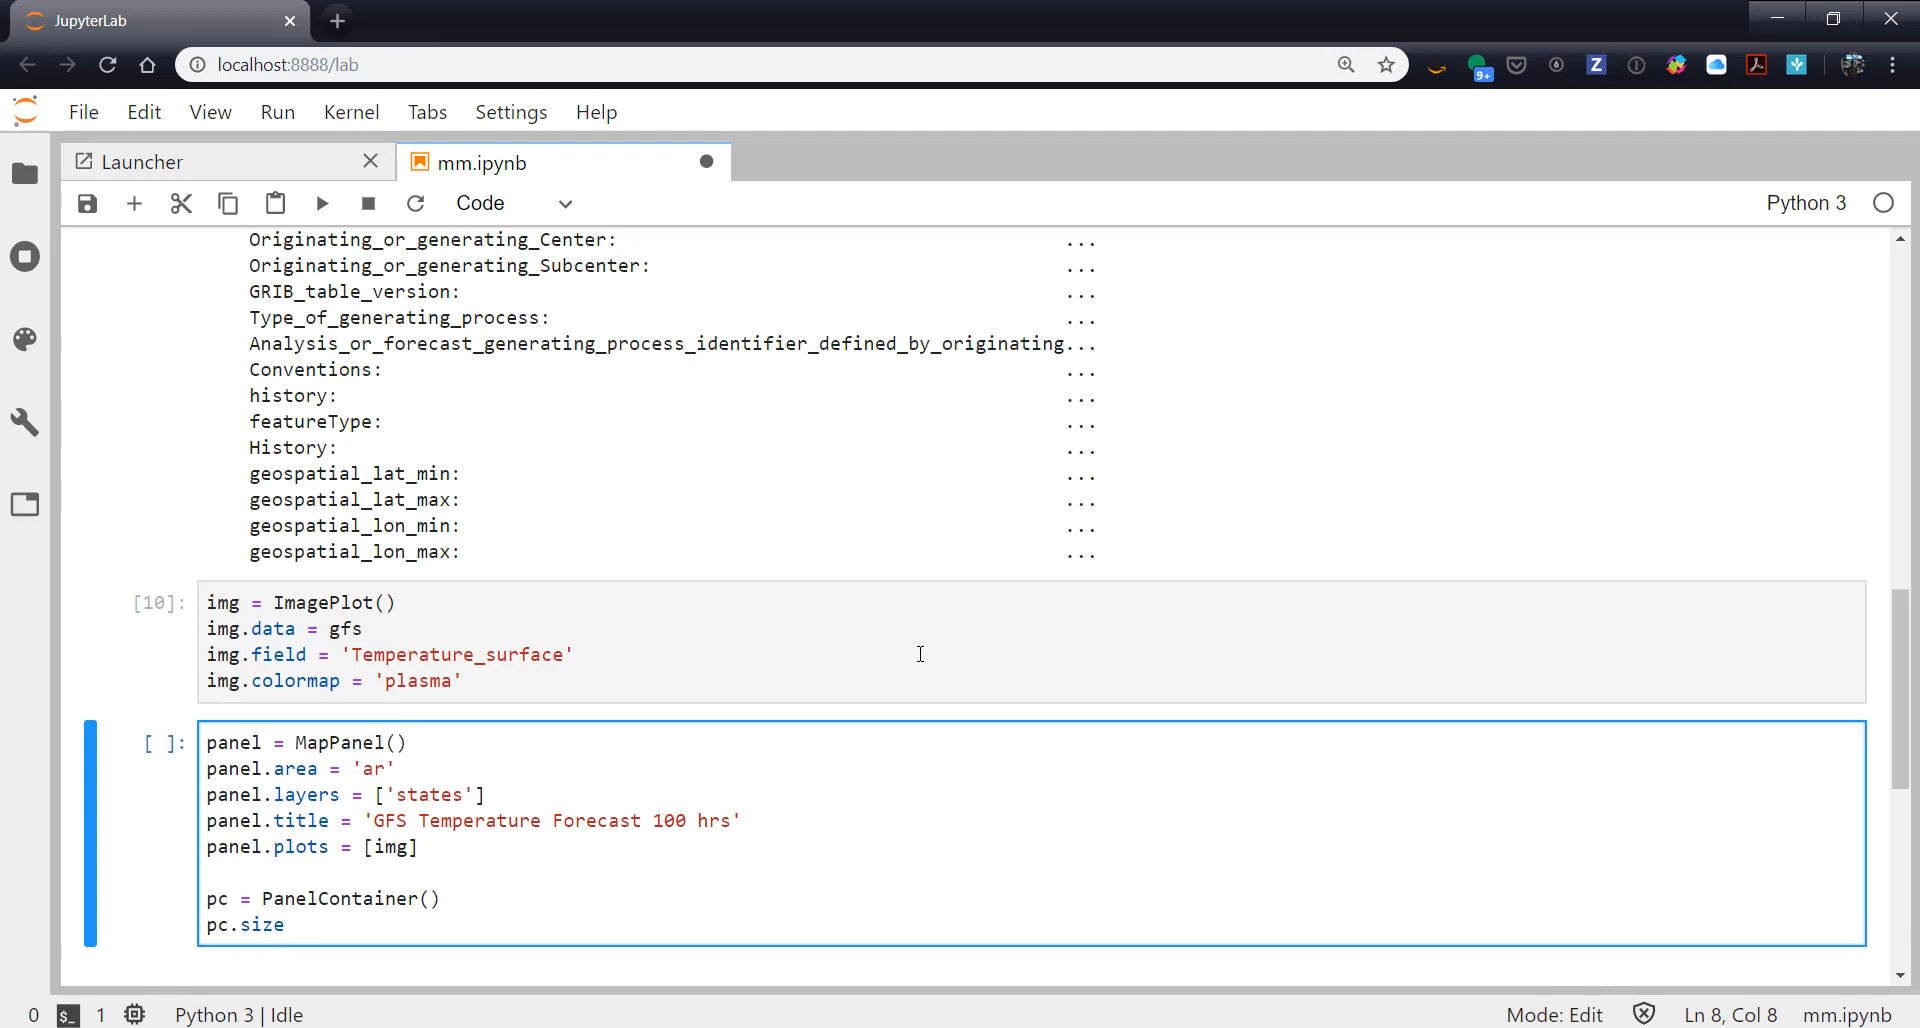 JupyterLab
localhost:8888/lab
9+
Z
File Edit View Run Kernel Tabs Settings Help
Launcher
mm.ipynb
Code
Python 3
Originating_or_generating_Center: ...
Originating_or_generating_Subcenter: ...
GRIB_table_version: ...
Type_of_generating_process: ...
Analysis_or_forecast_generating_process_identifier_defined_by_originating...
Conventions: ...
history: ...
featureType: ...
History: ...
geospatial_lat_min: ...
geospatial_lat_max: ...
geospatial_lon_min: ...
geospatial_lon_max: ...
[10]: img = ImagePlot()
img.data = gfs
img.field = 'Temperature_surface'
img.colormap = 'plasma'
[ ]: panel = MapPanel()
panel.area = 'ar'
panel.layers = ['states']
panel.title = 'GFS Temperature Forecast 100 hrs'
panel.plots = [img]
pc = PanelContainer()
pc.size
0 $_ 1 Python 3 | Idle Mode: Edit Ln 8, Col 8 mm.ipynb